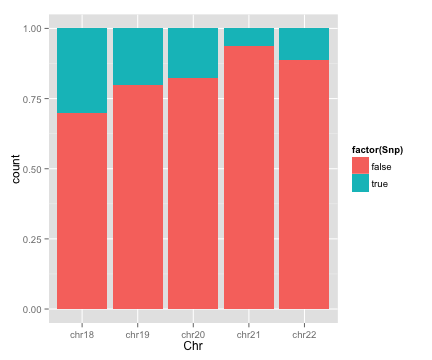 1.00
0.75
0.50
0.25
0.00
count
chr18 chr19 chr20 chr21 chr22
Chr
factor(Snp)
false
true